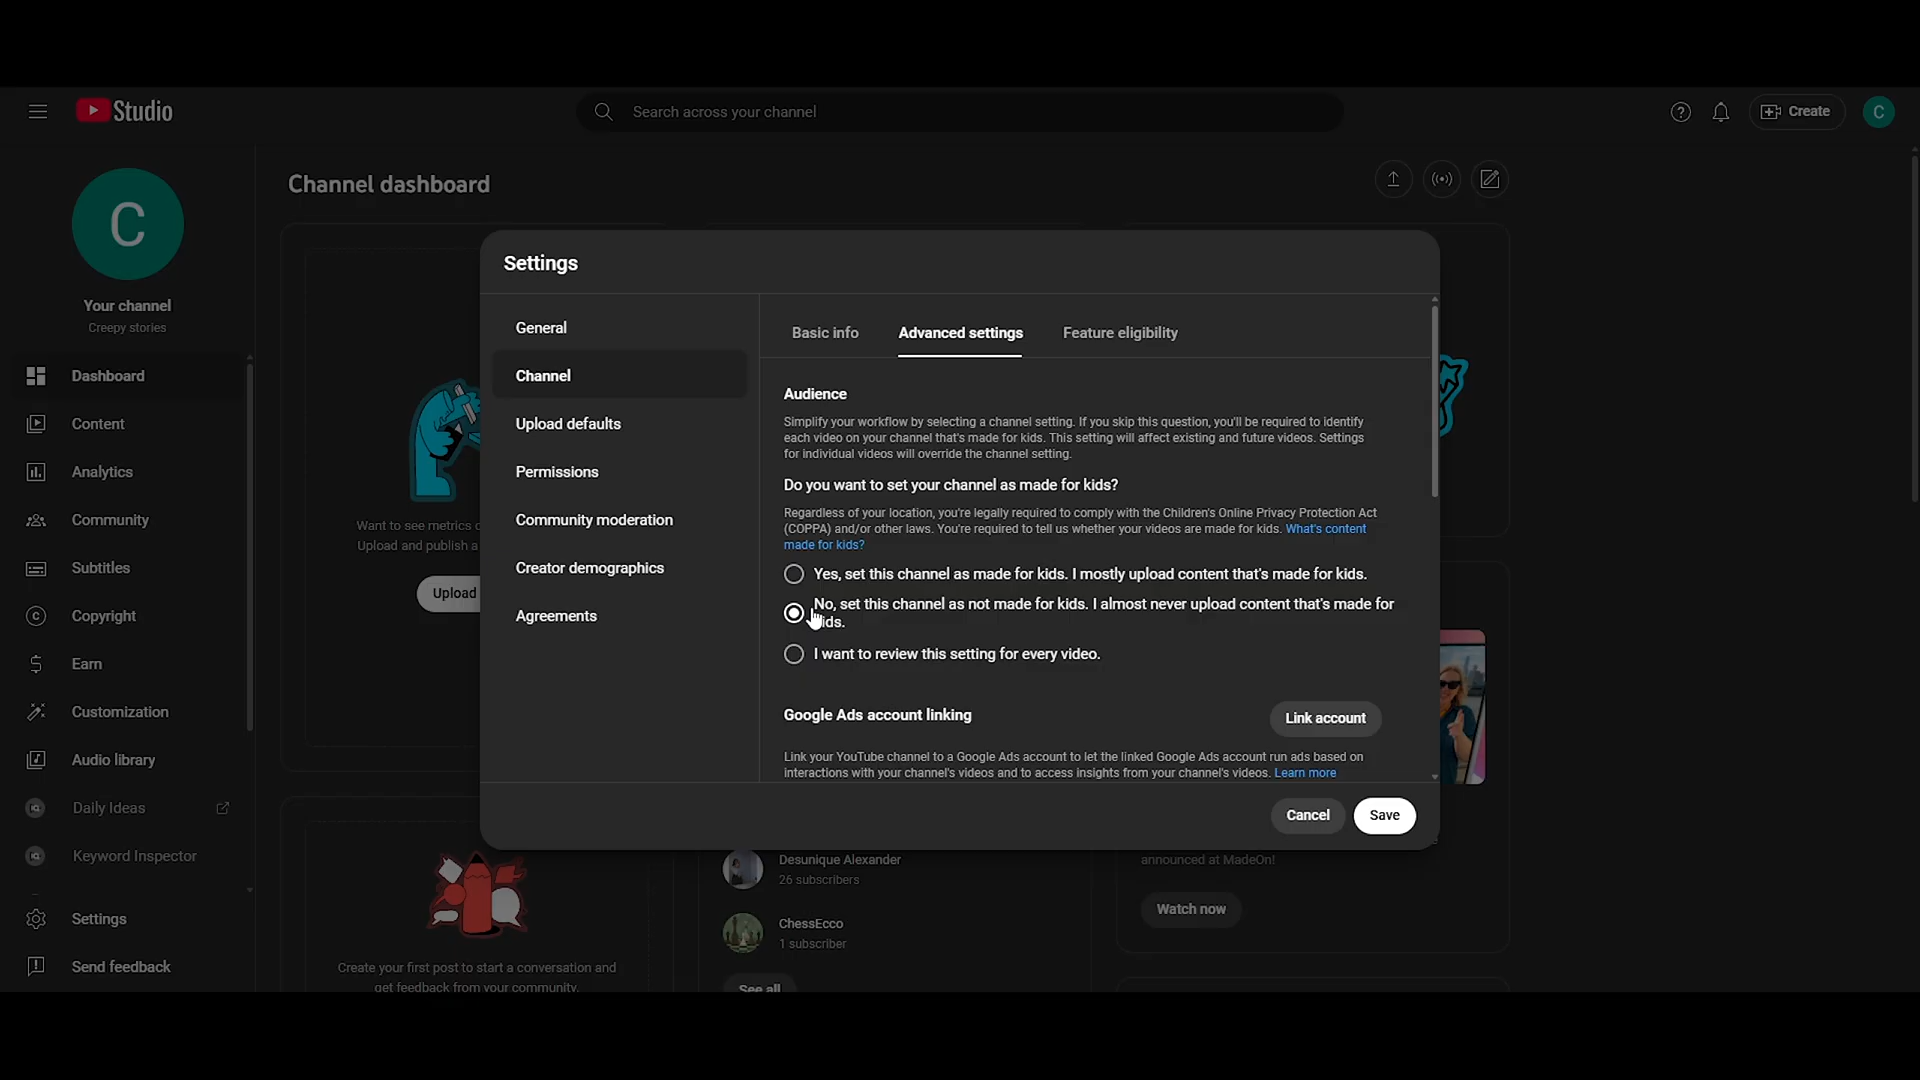 Studio
Search across your channel
Create
C
C
Your channel
Creepy stories
Dashboard
Content
Analytics
Community
Subtitles
Copyright
Earn
Customization
Audio library
Daily Ideas
Keyword Inspector
Settings
Send feedback
Channel dashboard
Want to see metrics
Upload and publish a
Upload
Create your first post to start a conversation and
get feedback from your community.
Settings
General
Channel
Upload defaults
Permissions
Community moderation
Creator demographics
Agreements
Basic info
Advanced settings
Feature eligibility
Audience
Simplify your workflow by selecting a channel setting. If you skip this question, you'll be required to identify
each video on your channel that's made for kids. This setting will affect existing and future videos. Settings
for individual videos will override the channel setting.
Do you want to set your channel as made for kids?
Regardless of your location, you're legally required to comply with the Children's Online Privacy Protection Act
(COPPA) and/or other laws. You're required to tell us whether your videos are made for kids. What's content
made for kids?
Yes, set this channel as made for kids. I mostly upload content that's made for kids.
No, set this channel as not made for kids. I almost never upload content that's made for
kids.
I want to review this setting for every video.
Google Ads account linking
Link account
Link your YouTube channel to a Google Ads account to let the linked Google Ads account run ads based on
interactions with your channel's videos and to access insights from your channel's videos. Learn more
Cancel
Save
Desunique Alexander
26 subscribers
ChessEcco
1 subscriber
See all
announced at MadeOn!
Watch now